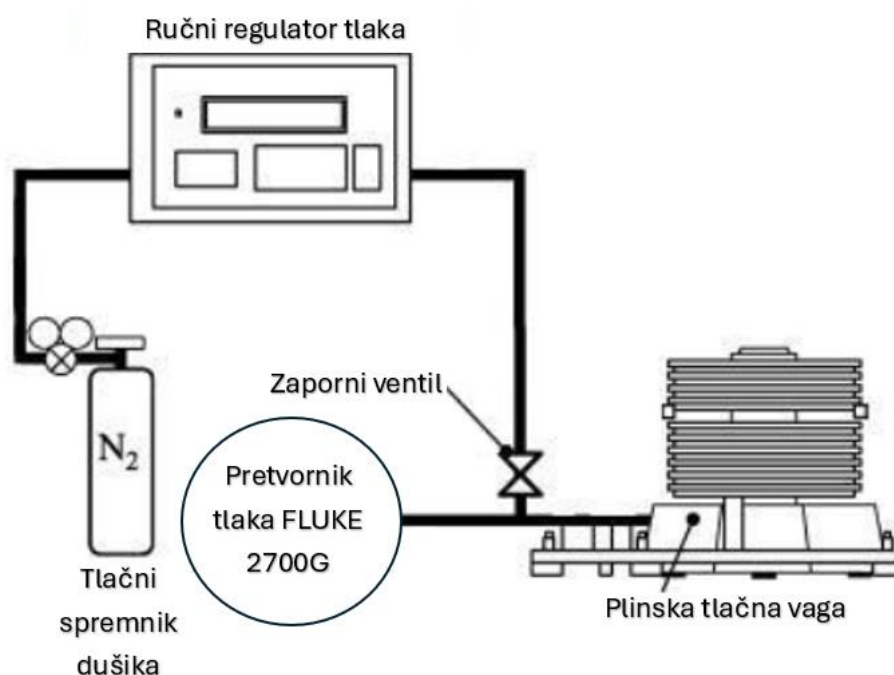 Ručni regulator tlaka
Zaporni ventil
N₂
Pretvornik
tlaka FLUKE
2700G
Tlačni
spremnik
dušika
Plinska tlačna vaga